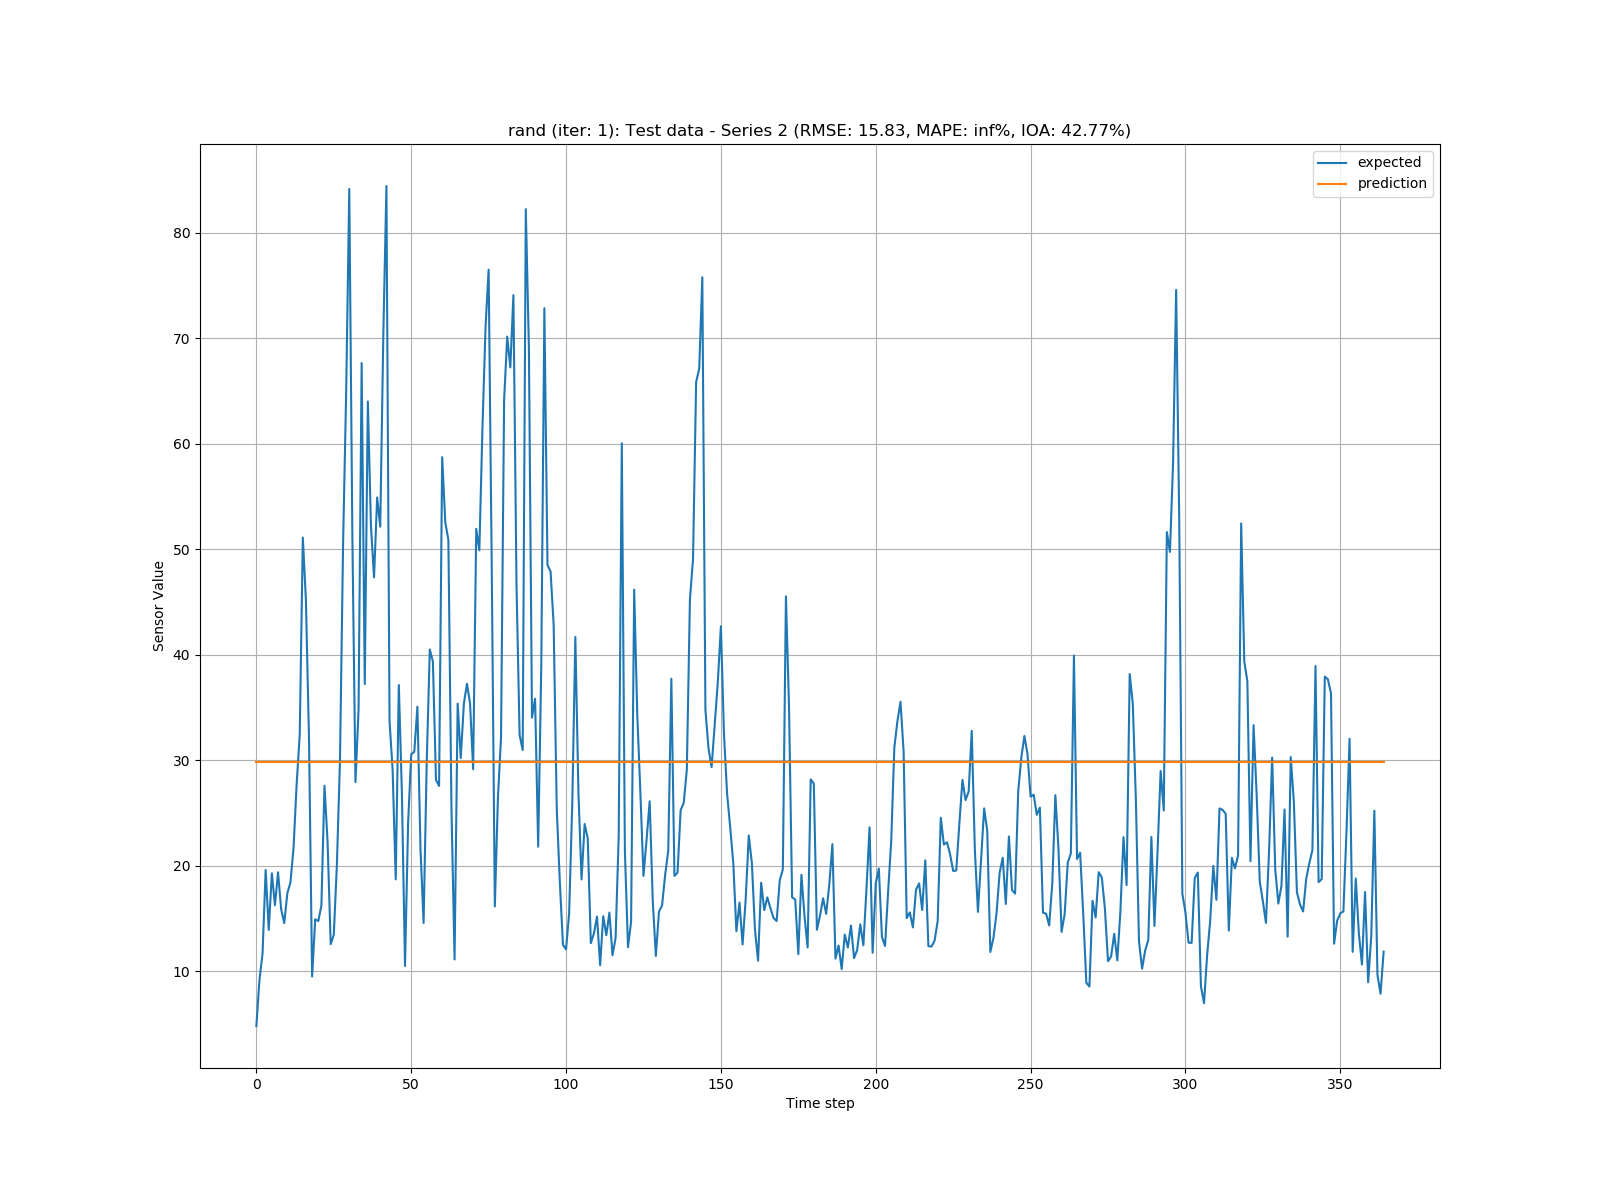 rand (iter: 1): Test data - Series 2 (RMSE: 15.83, MAPE: inf%, IOA: 42.77%)
expected
prediction
80
70
60
50
40
30
20
10
Sensor Value
0 50 100 150 200 250 300 350
Time step